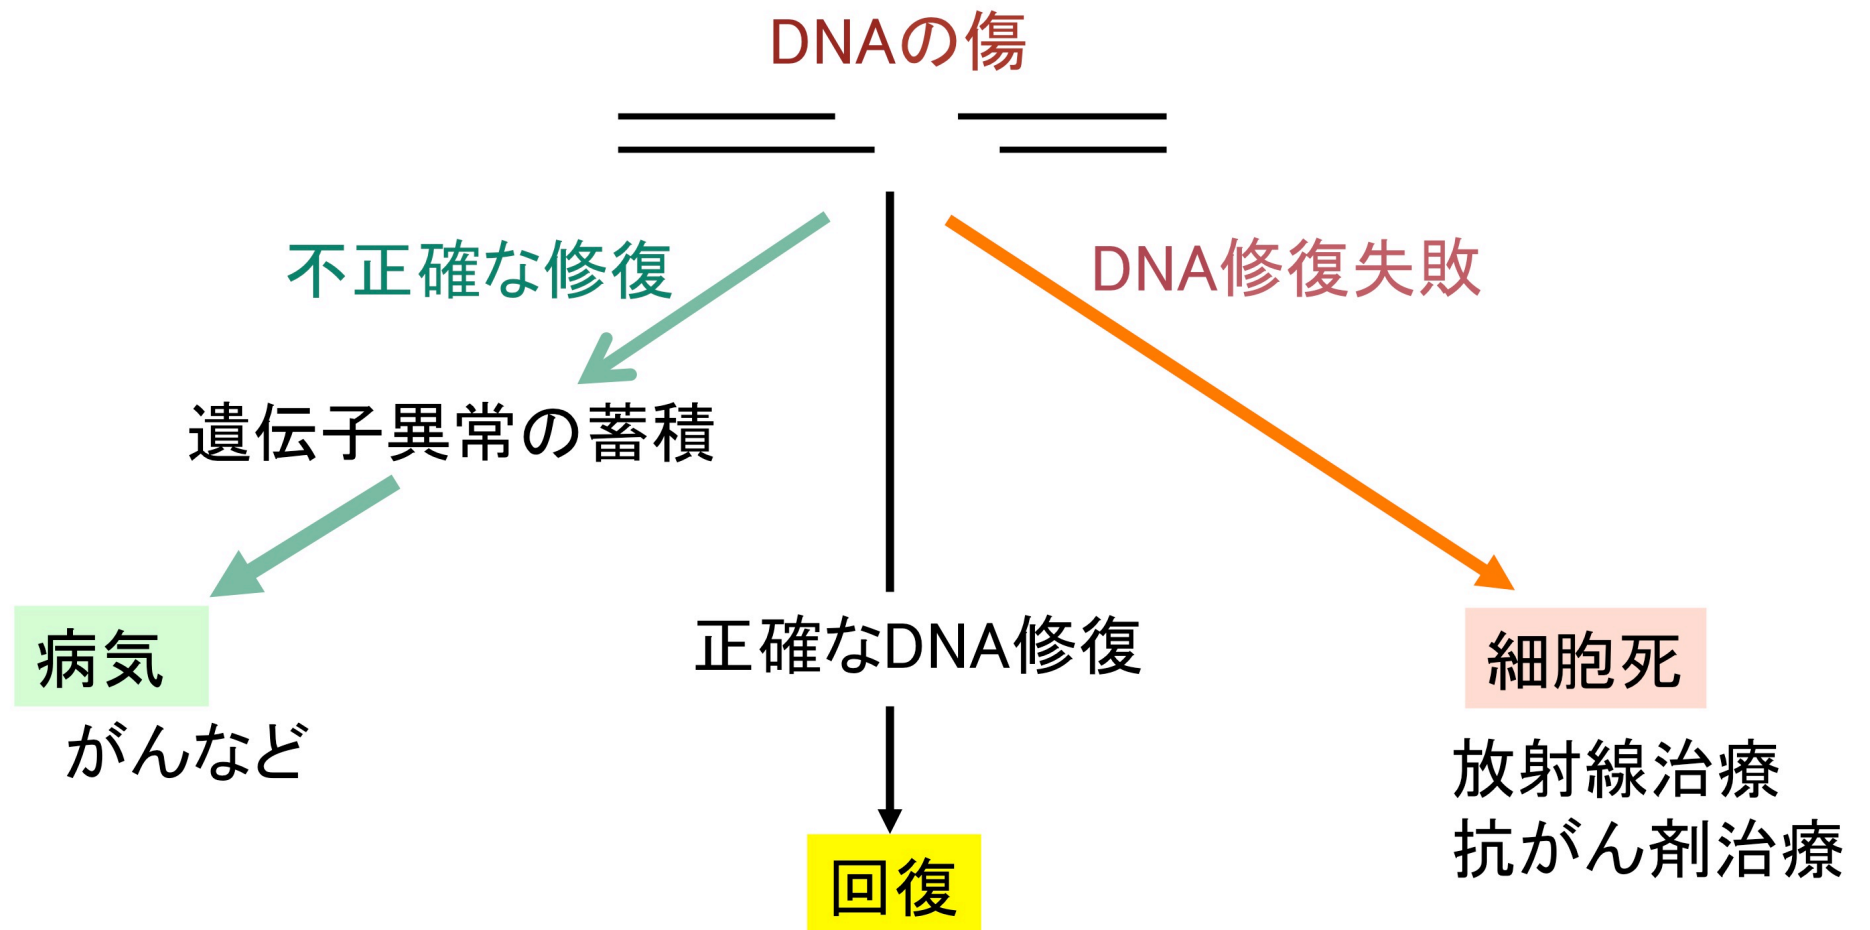 DNAの傷
不正確な修復
DNA修復失敗
遺伝子異常の蓄積
病気
がんなど
正確なDNA修復
回復
細胞死
放射線治療
抗がん剤治療